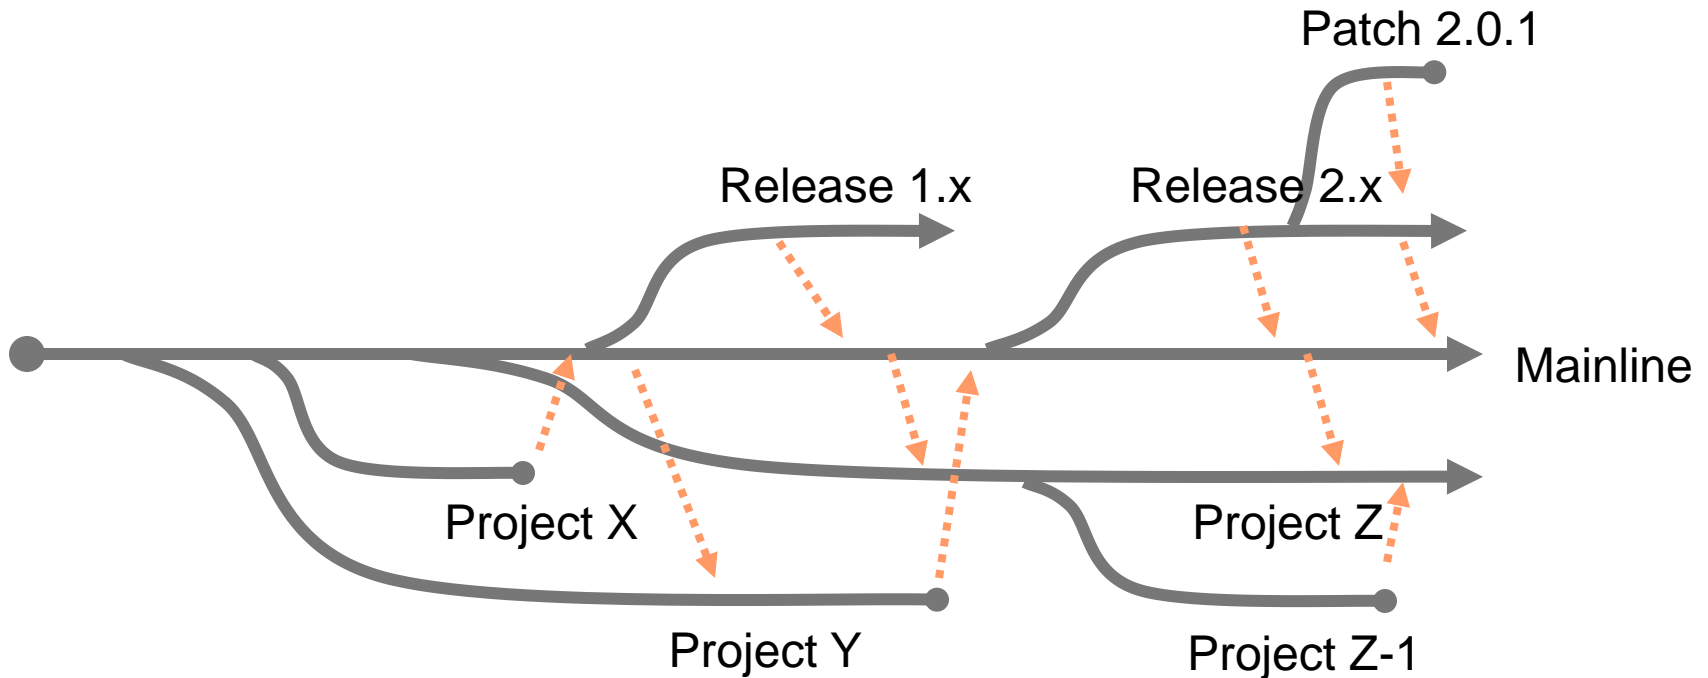 Patch 2.0.1
Release 1.x
Release 2.x
Mainline
Project X
Project Z
Project Y
Project Z-1